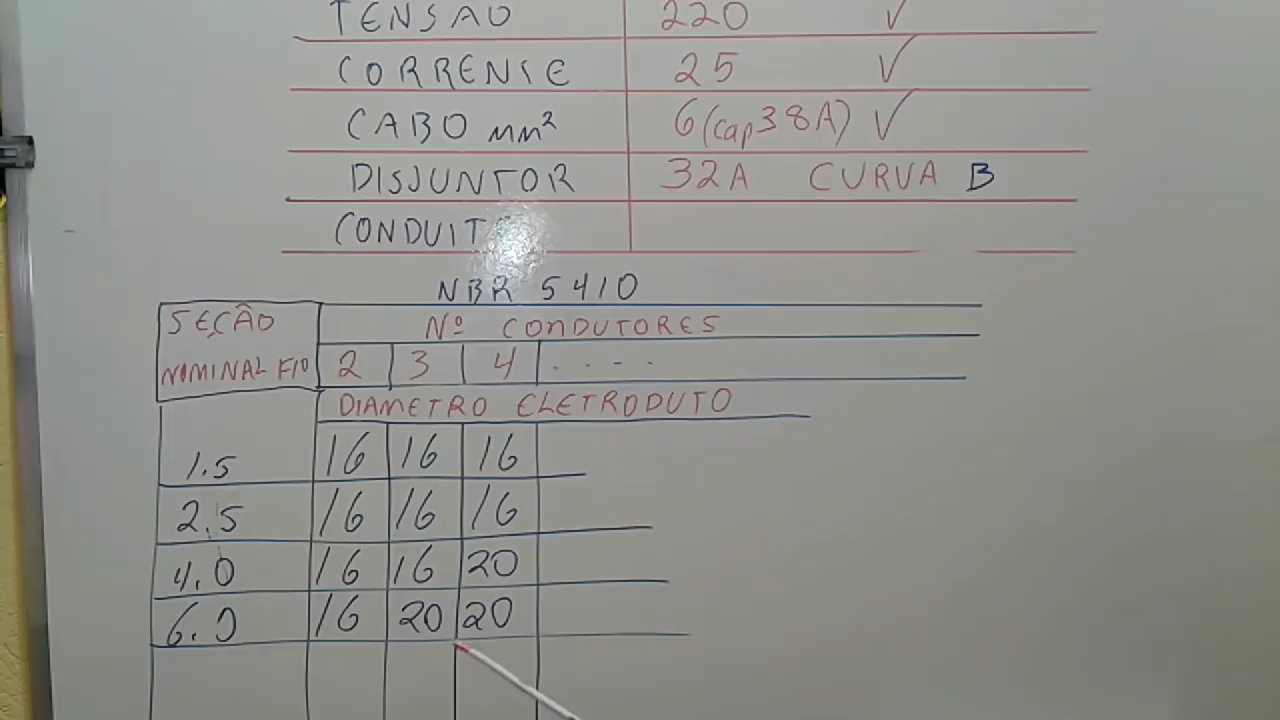 TENSAO 220 ✓
CORRENTE 25 ✓
CABO mm² 6 (Cap 38A) ✓
DISJUNTOR 32A CURVA B
CONDUIT
NBR 5410
SEÇÃO NOMINAL FIO
Nº CONDUTORES
2 3 4 . . - - .
DIAMETRO ELETRODUTO
1.5 16 16 16
2.5 16 16 16
4.0 16 16 20
6.0 16 20 20